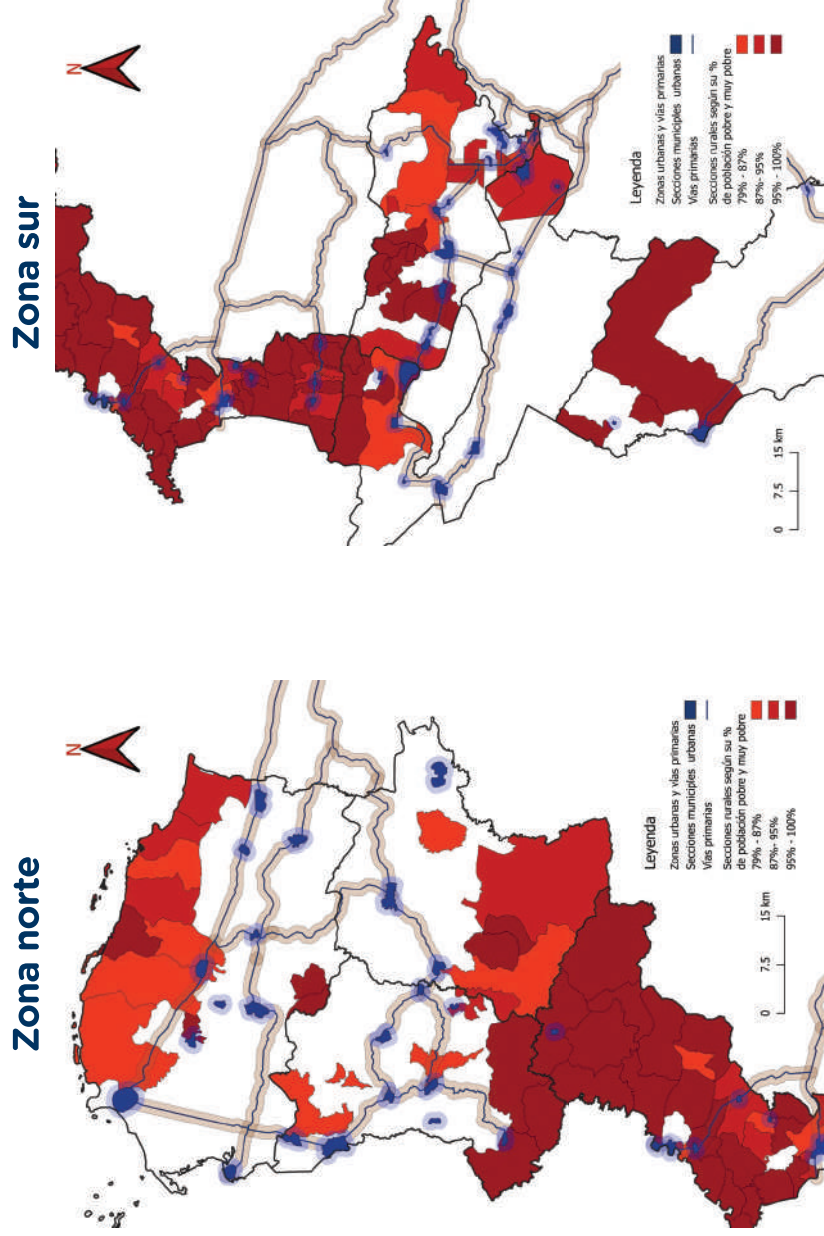 Zona norte
N
Leyenda
Zonas urbanas y vías primarias
Secciones municiples urbanas
Vías primarias
Secciones rurales según su %
de población pobre y muy pobre
79% - 87%
87%- 95%
95% - 100%
0 7.5 15 km
Zona sur
N
Leyenda
Zonas urbanas y vías primarias
Secciones municiples urbanas
Vías primarias
Secciones rurales según su %
de población pobre y muy pobre
79% - 87%
87%- 95%
95% - 100%
0 7.5 15 km